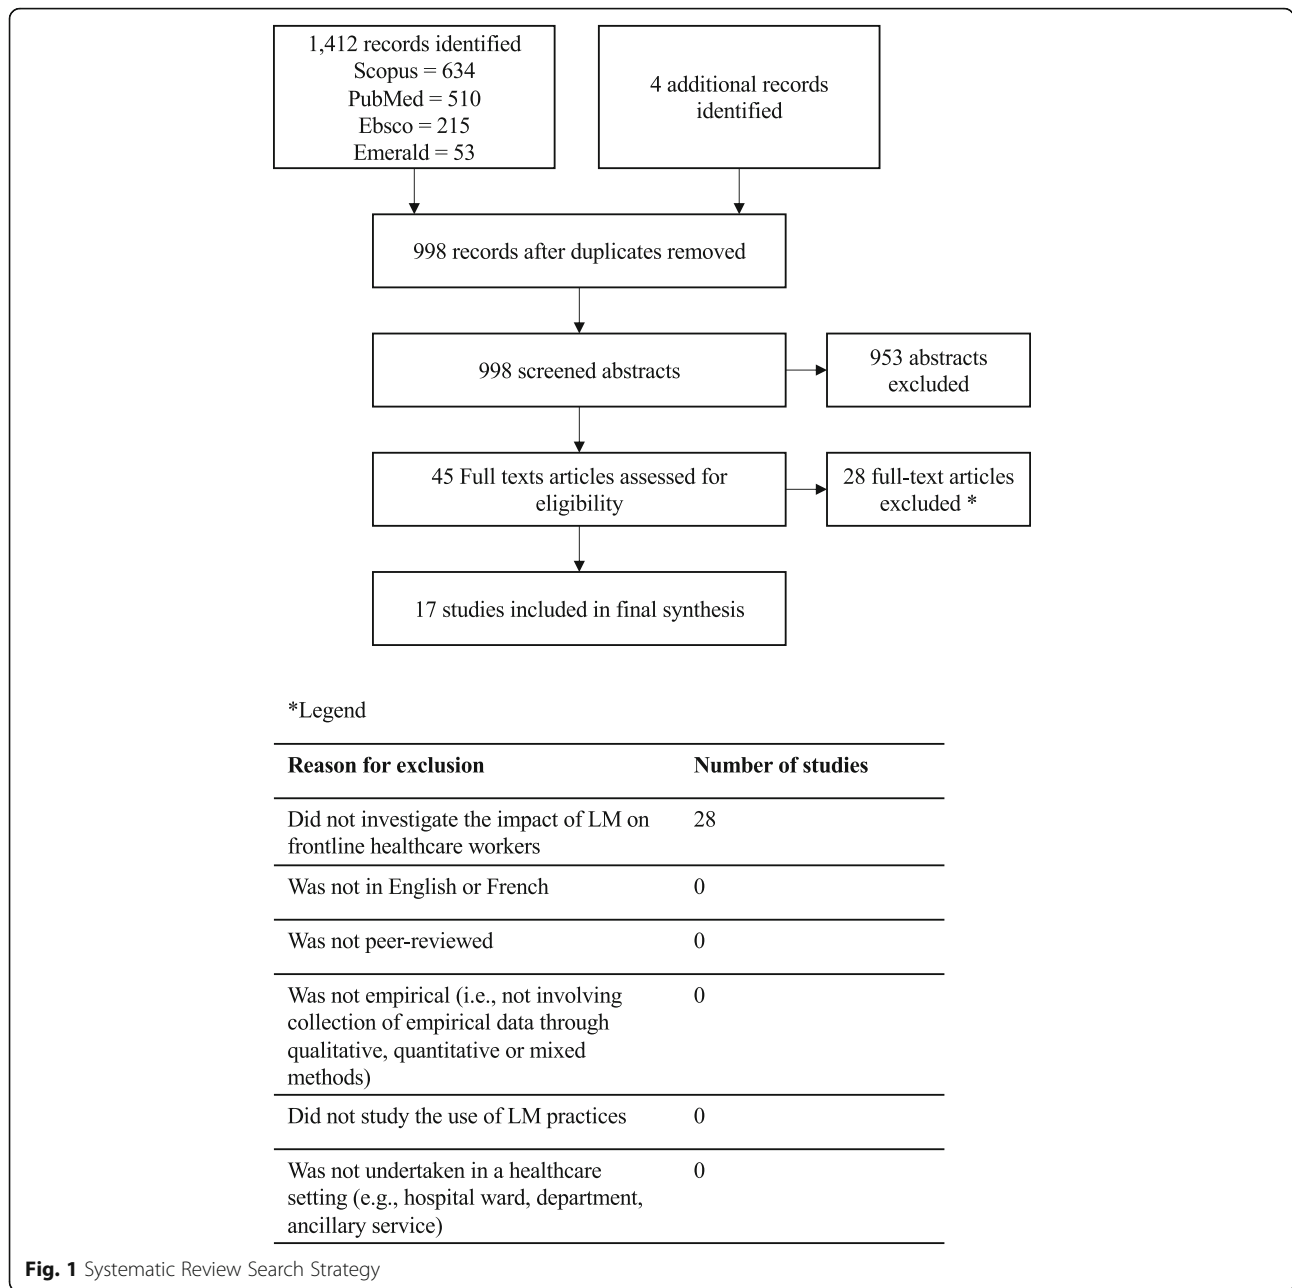 1,412 records identified
Scopus = 634
PubMed = 510
Ebsco = 215
Emerald = 53
4 additional records
identified
998 records after duplicates removed
998 screened abstracts
953 abstracts
excluded
45 Full texts articles assessed for
eligibility
28 full-text articles
excluded *
17 studies included in final synthesis
*Legend
Reason for exclusion Number of studies
Did not investigate the impact of LM on 28
frontline healthcare workers
Was not in English or French 0
Was not peer-reviewed 0
Was not empirical (i.e., not involving 0
collection of empirical data through
qualitative, quantitative or mixed
methods)
Did not study the use of LM practices 0
Was not undertaken in a healthcare 0
setting (e.g., hospital ward, department,
ancillary service)
Fig. 1 Systematic Review Search Strategy